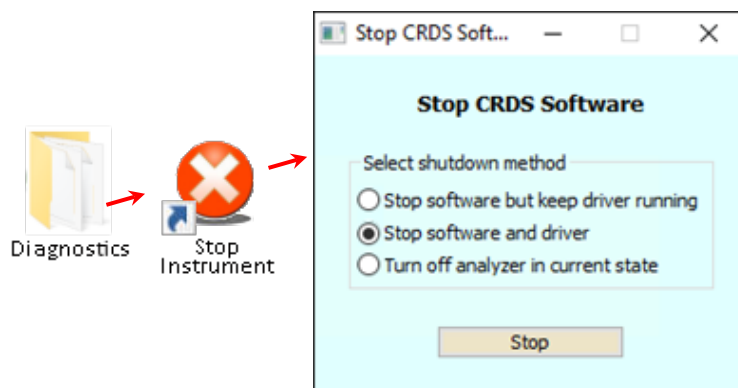 Diagnostics
Stop
Instrument
Stop CRDS Soft...
Stop CRDS Software
Select shutdown method
Stop software but keep driver running
Stop software and driver
Turn off analyzer in current state
Stop